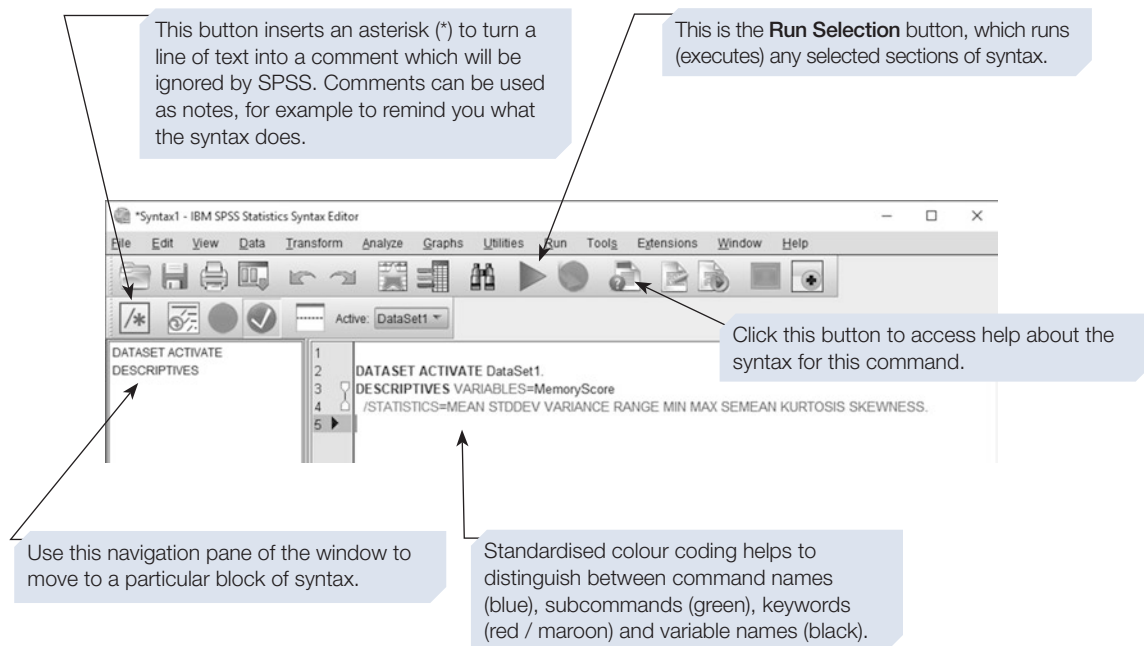 This button inserts an asterisk (*) to turn a
line of text into a comment which will be
ignored by SPSS. Comments can be used
as notes, for example to remind you what
the syntax does.
This is the Run Selection button, which runs
(executes) any selected sections of syntax.
*Syntax1 - IBM SPSS Statistics Syntax Editor
File Edit View Data Transform Analyze Graphs Utilities Run Tools Extensions Window Help
/*
Active: DataSet1
Click this button to access help about the
syntax for this command.
DATASET ACTIVATE
DESCRIPTIVES
1
2 DATASET ACTIVATE DataSet1.
3 DESCRIPTIVES VARIABLES=MemoryScore
4 /STATISTICS=MEAN STDDEV VARIANCE RANGE MIN MAX SEMEAN KURTOSIS SKEWNESS.
5
Use this navigation pane of the window to
move to a particular block of syntax.
Standardised colour coding helps to
distinguish between command names
(blue), subcommands (green), keywords
(red / maroon) and variable names (black).